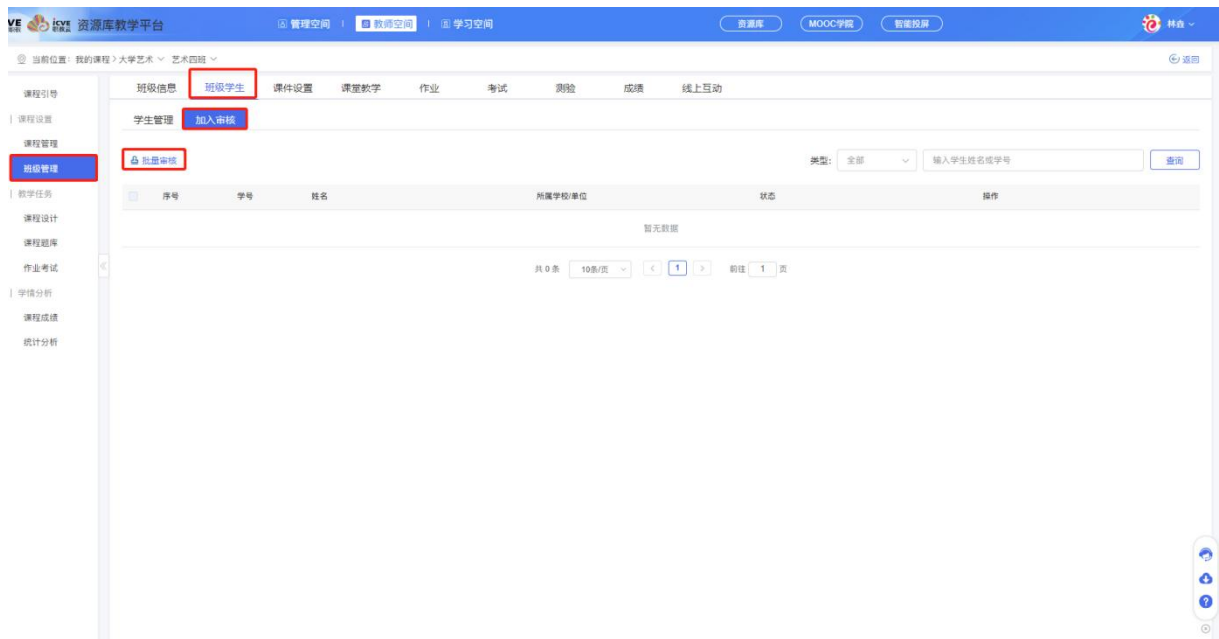 VE icve 资源库教学平台 管理空间 教师空间 学习空间 资源库 MOOC学院 智能投屏
当前位置: 我的课程 > 大学艺术 艺术四班 返回
课程引导
课程设置
课程管理
班级管理
教学任务
课程设计
课程题库
作业考试
学情分析
课程成绩
统计分析
班级信息 班级学生 课件设置 课堂教学 作业 考试 测验 成绩 线上互动
学生管理 加入审核
批量审核 类型: 全部 输入学生姓名或学号 查询
序号 学号 姓名 所属学校/单位 状态 操作
暂无数据
共 0 条 10条/页 < 1 > 前往 1 页